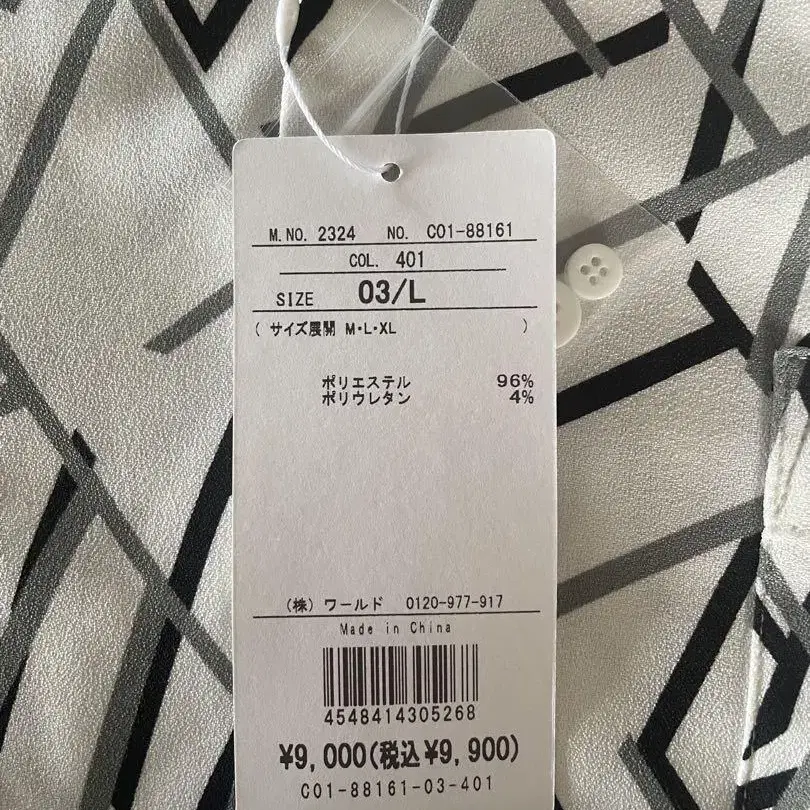 M.NO. 2324 NO. C01-88161
COL. 401
SIZE 03/L
( サイズ展開 M・L・XL )
ポリエステル 96%
ポリウレタン 4%
(株) ワールド 0120-977-917
Made in China
4548414305268
¥9,000(税込¥9,900)
C01-88161-03-401